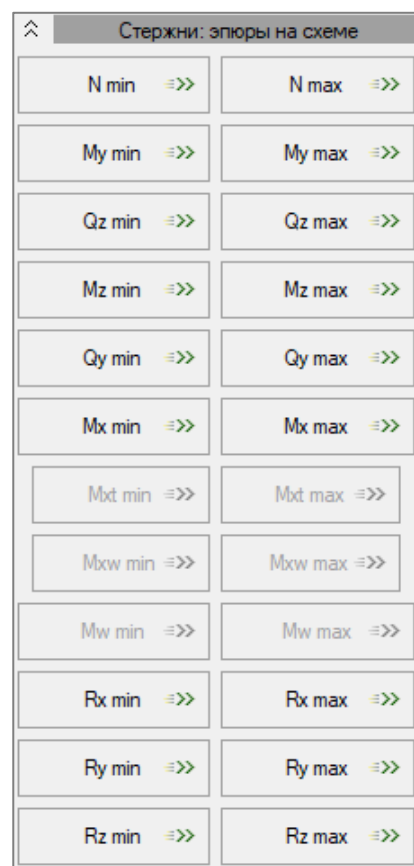 Стержни: эпюры на схеме
N min N max
My min My max
Qz min Qz max
Mz min Mz max
Qy min Qy max
Mx min Mx max
Mxt min Mxt max
Mxw min Mxw max
Mw min Mw max
Rx min Rx max
Ry min Ry max
Rz min Rz max